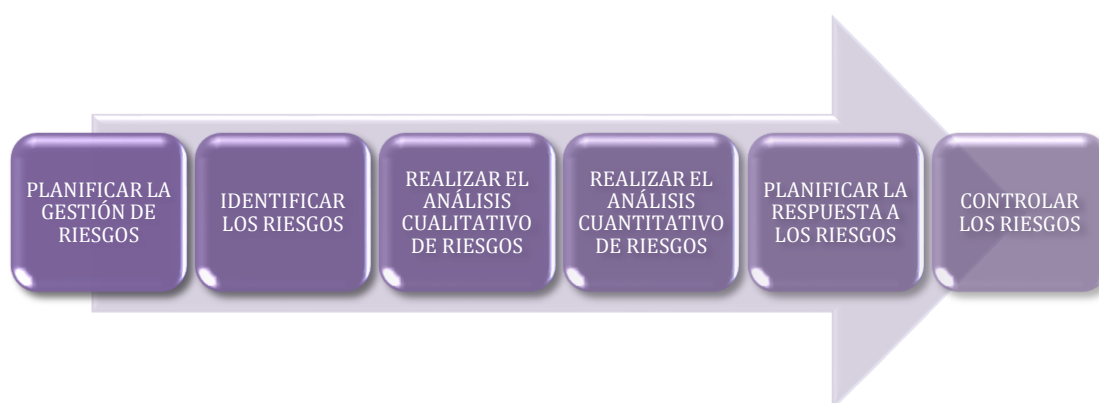 PLANIFICAR LA
GESTIÓN DE
RIESGOS
IDENTIFICAR
LOS RIESGOS
REALIZAR EL
ANÁLISIS
CUALITATIVO
DE RIESGOS
REALIZAR EL
ANÁLISIS
CUANTITATIVO
DE RIESGOS
PLANIFICAR LA
RESPUESTA A
LOS RIESGOS
CONTROLAR
LOS RIESGOS